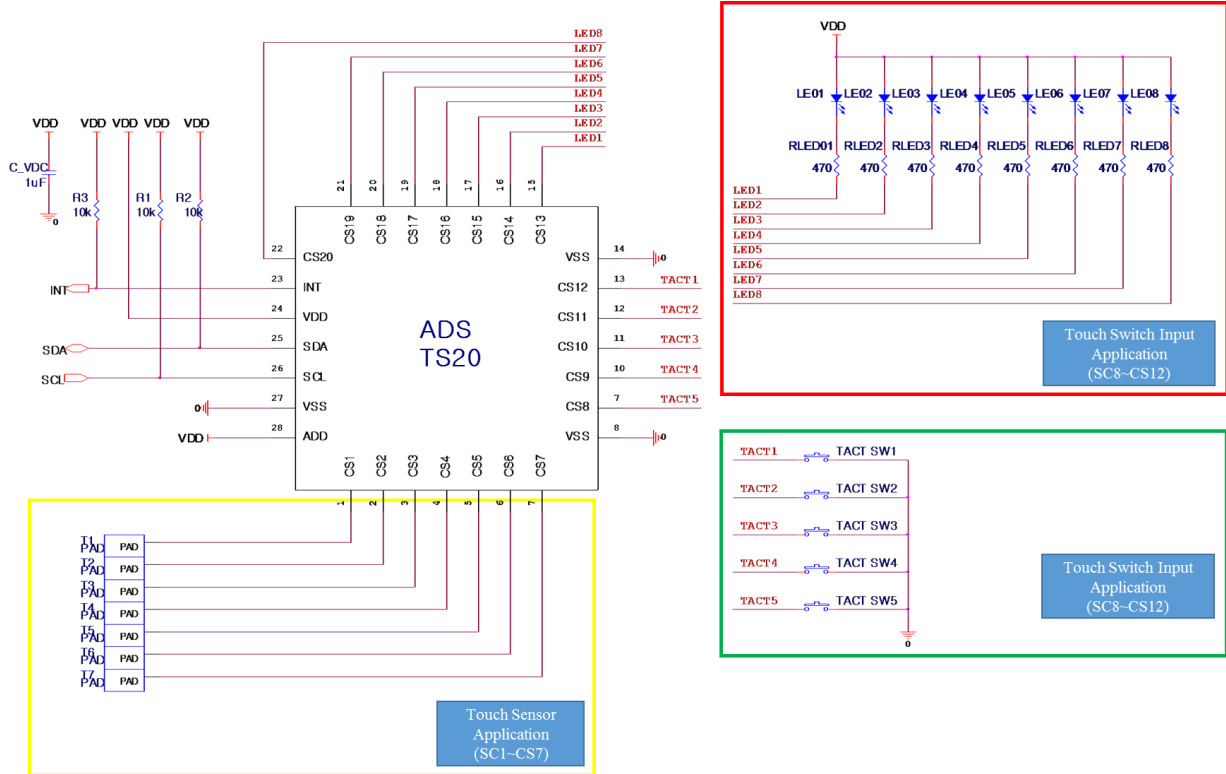 LED8
LED7
LED6
LED5
LED4
LED3
LED2
LED1
VDD VDD VDD VDD VDD
C_VDC
1uF
0
R3
10k
R1
10k
R2
10k
21 20 19 18 17 16 15
CS19 CS18 CS17 CS16 CS15 CS14 CS13
22 CS20
INT 23 INT
24 VDD
SDA 25 SDA
SCL 26 SCL
0 27 VSS
VDD 28 ADD
ADS
TS20
VSS 14 0
CS12 13 TACT1
CS11 12 TACT2
CS10 11 TACT3
CS9 10 TACT4
CS8 7 TACT5
VSS 8 0
CS1 CS2 CS3 CS4 CS5 CS6 CS7
1 2 3 4 5 6 7
T1
PAD PAD
T2
PAD PAD
T3
PAD PAD
T4
PAD PAD
T5
PAD PAD
T6
PAD PAD
T7
PAD PAD
Touch Sensor
Application
(SC1~CS7)
VDD
LE01 LE02 LE03 LE04 LE05 LE06 LE07 LE08
RLED01 RLED2 RLED3 RLED4 RLED5 RLED6 RLED7 RLED8
470 470 470 470 470 470 470 470
LED1
LED2
LED3
LED4
LED5
LED6
LED7
LED8
Touch Switch Input
Application
(SC8~CS12)
TACT1 TACT SW1
TACT2 TACT SW2
TACT3 TACT SW3
TACT4 TACT SW4
TACT5 TACT SW5
0
Touch Switch Input
Application
(SC8~CS12)